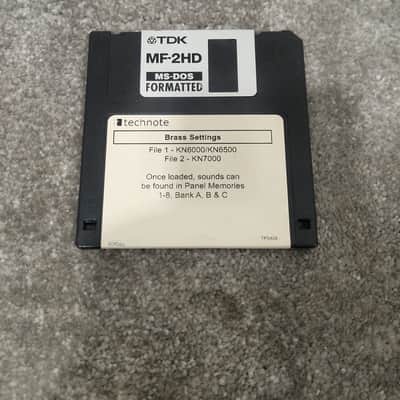 TDK
MF-2HD
MS-DOS
FORMATTED
technote
Brass Settings
File 1 - KN6000/KN6500
File 2 - KN7000
Once loaded, sounds can
be found in Panel Memories
1-8, Bank A, B & C